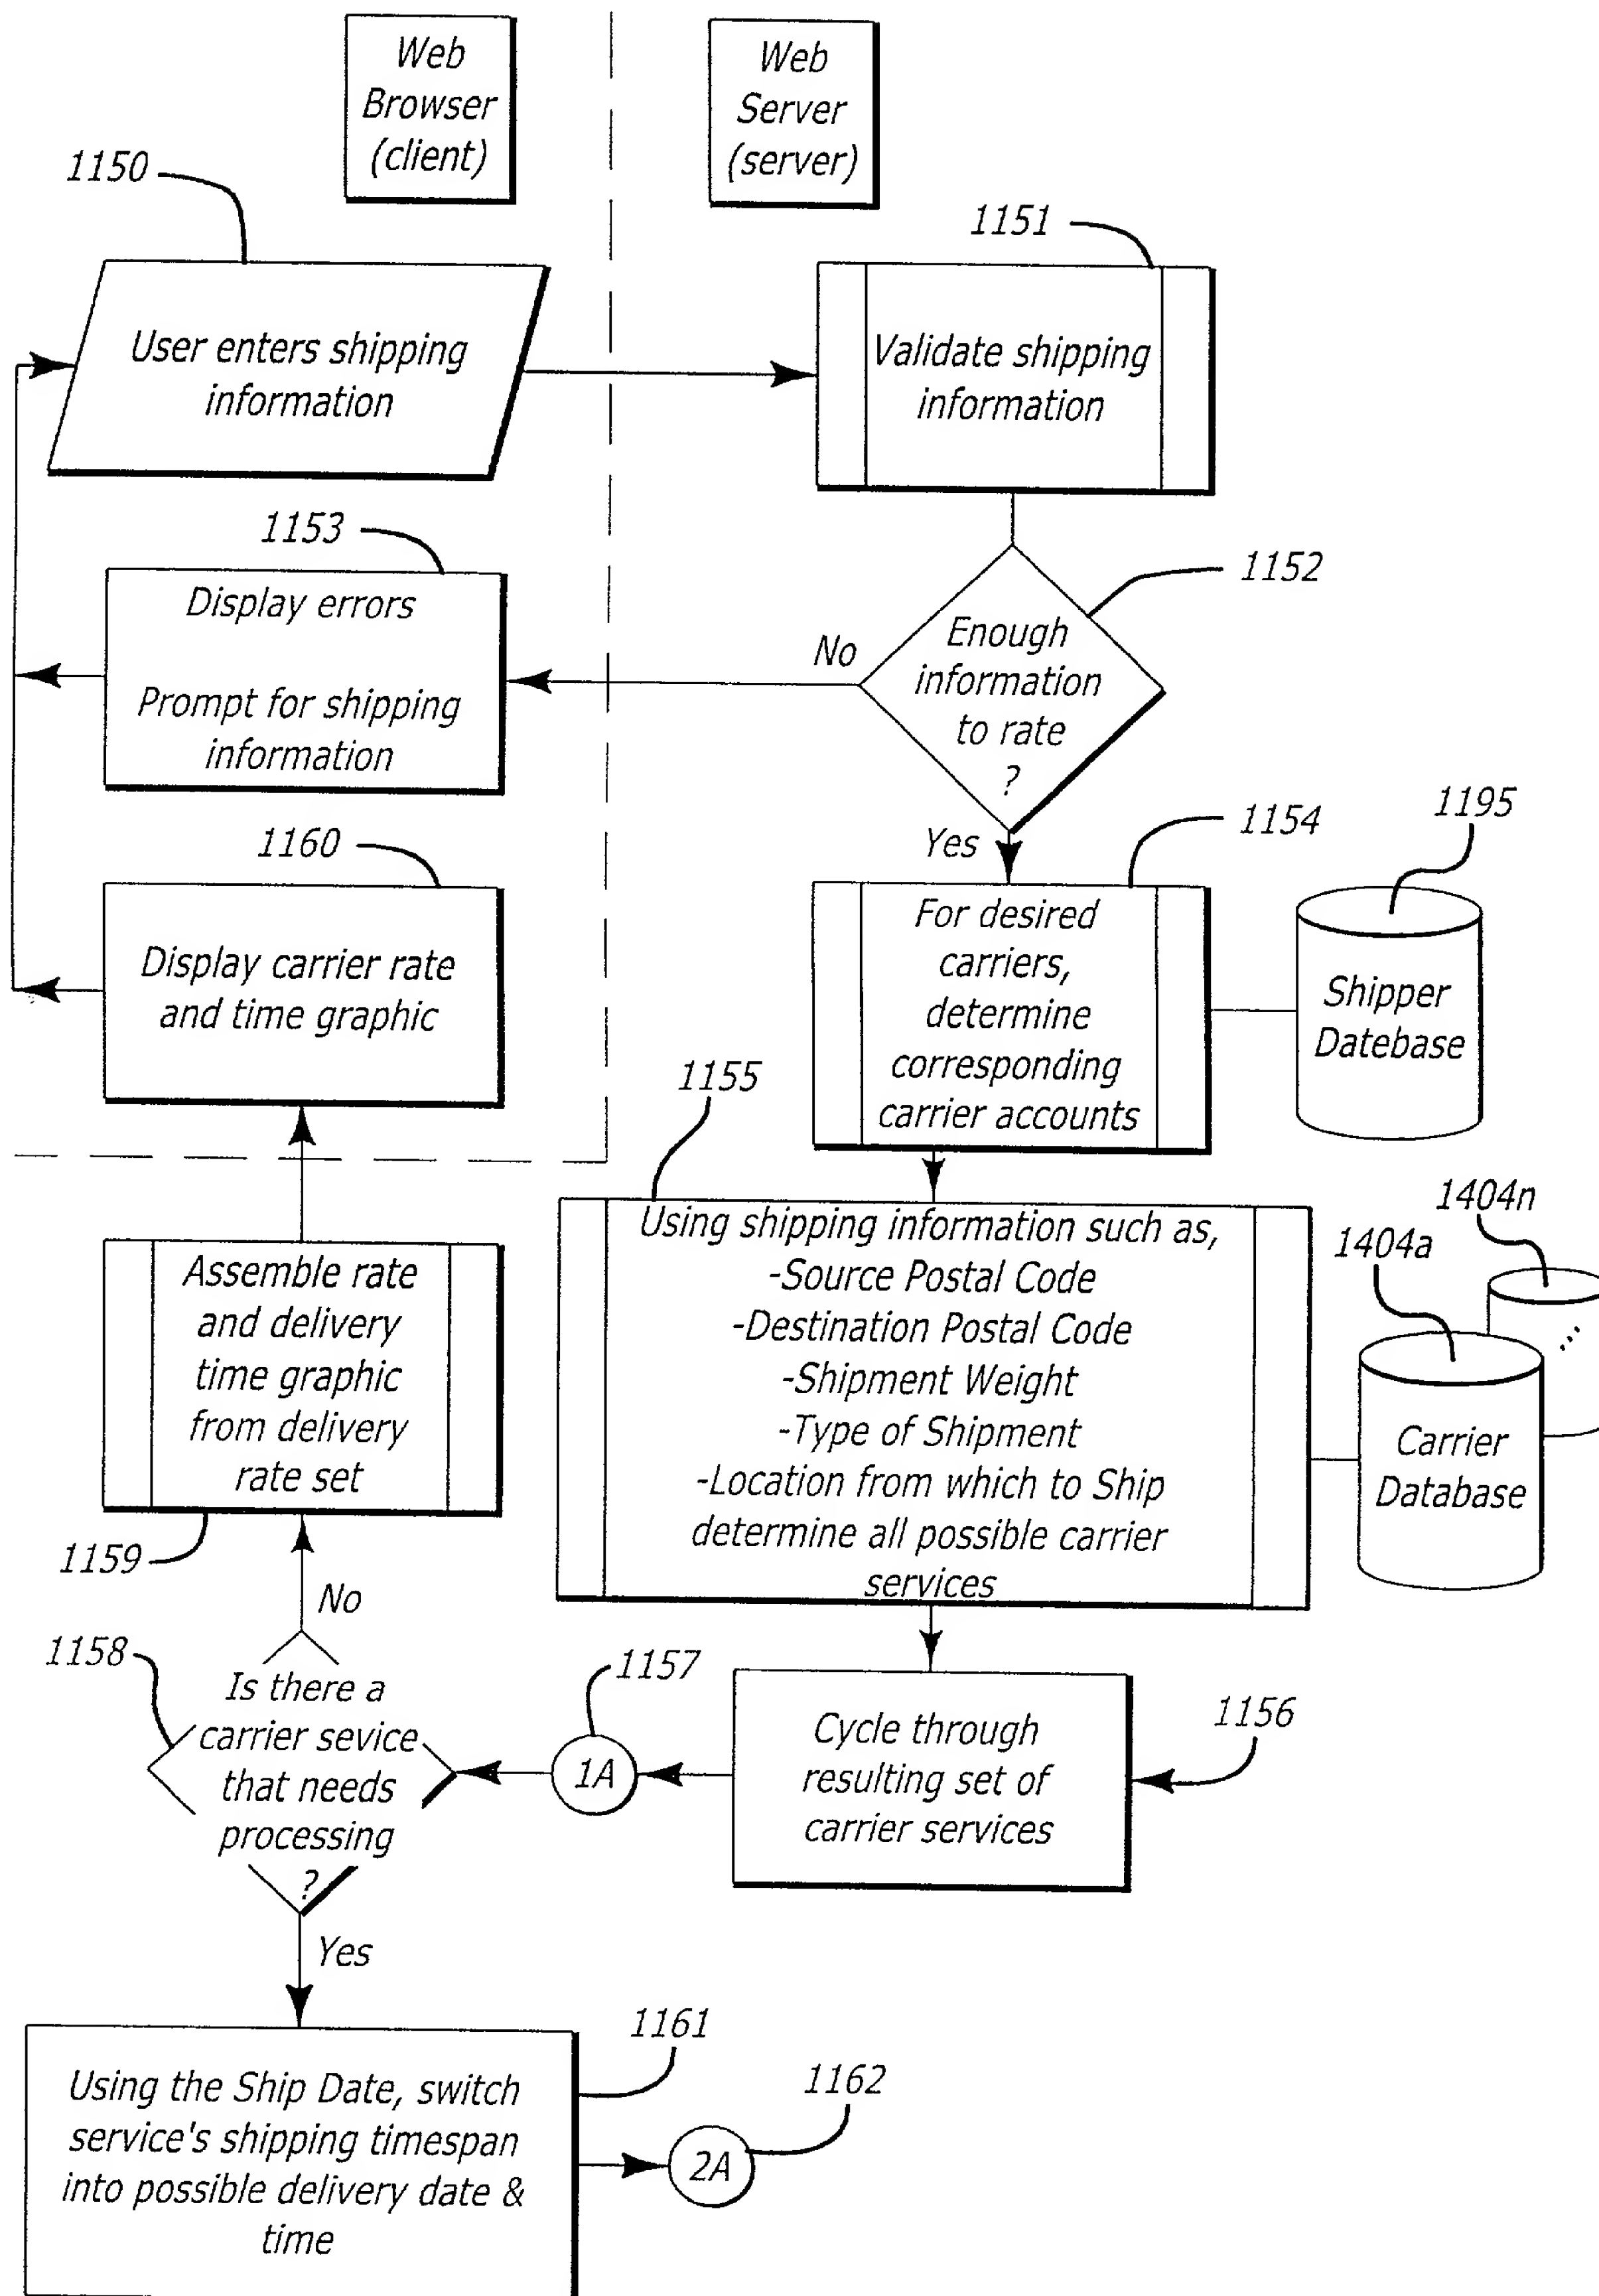 Web
Browser
(client)
Web
Server
(server)
1150
1151
User enters shipping
information
Validate shipping
information
1153
Display errors
Prompt for shipping
information
1152
Enough
information
to rate
?
No
Yes
1160
Display carrier rate
and time graphic
1154
For desired
carriers,
determine
corresponding
carrier accounts
1195
Shipper
Datebase
1155
Using shipping information such as,
-Source Postal Code
-Destination Postal Code
-Shipment Weight
-Type of Shipment
-Location from which to Ship
determine all possible carrier
services
1404n
1404a
Carrier
Database
Assemble rate
and delivery
time graphic
from delivery
rate set
1159
No
1158
Is there a
carrier sevice
that needs
processing
?
Yes
1157
1A
Cycle through
resulting set of
carrier services
1156
1161
Using the Ship Date, switch
service's shipping timespan
into possible delivery date &
time
1162
2A